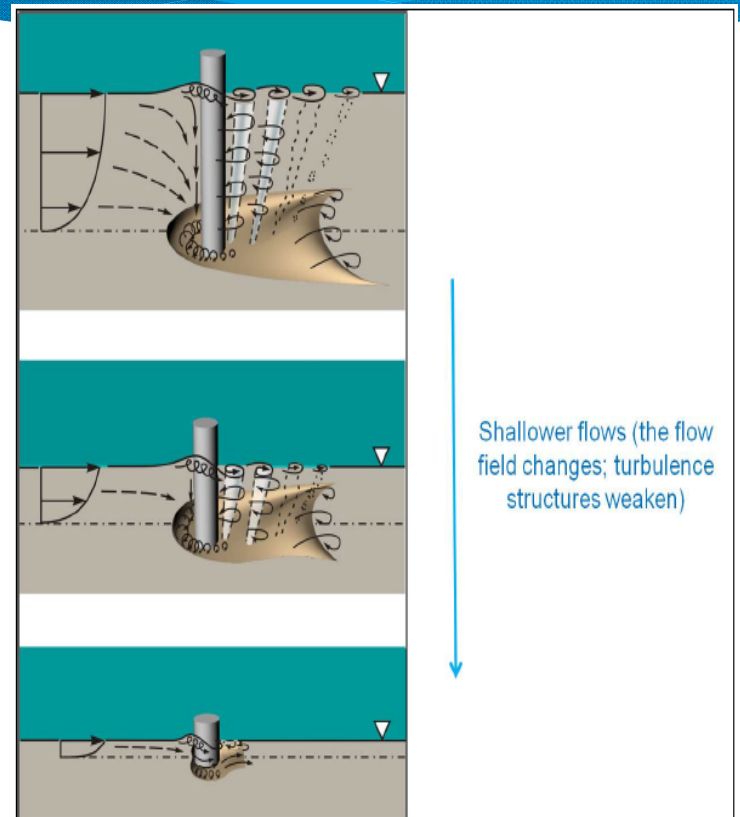 Shallower flows (the flow
field changes; turbulence
structures weaken)